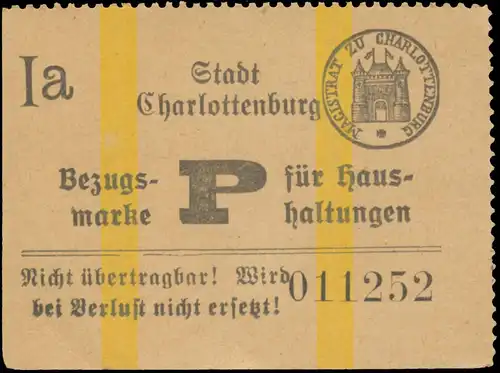 Ia
Stadt
Charlottenburg
MAGISTRAT ZU CHARLOTTENBURG
Bezugs-
marke
P
für Haus-
haltungen
Nicht übertragbar! Wird
bei Verlust nicht ersetzt!
011252